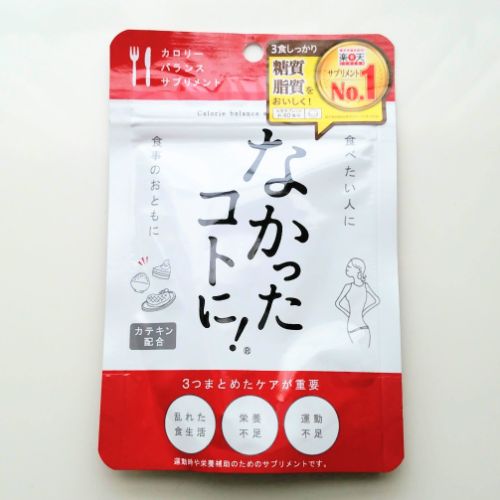 カロリー
バランス
サプリメント
3食しっかり
糖質
脂質を
おいしく!
楽天
サプリメント
No.1
Calorie balance
食べたい人に
なかった
コトに!®
食事のおともに
カテキン
配合
3つまとめたケアが重要
乱れた
食生活
栄養
不足
運動
不足
運動時や栄養補助のためのサプリメントです。